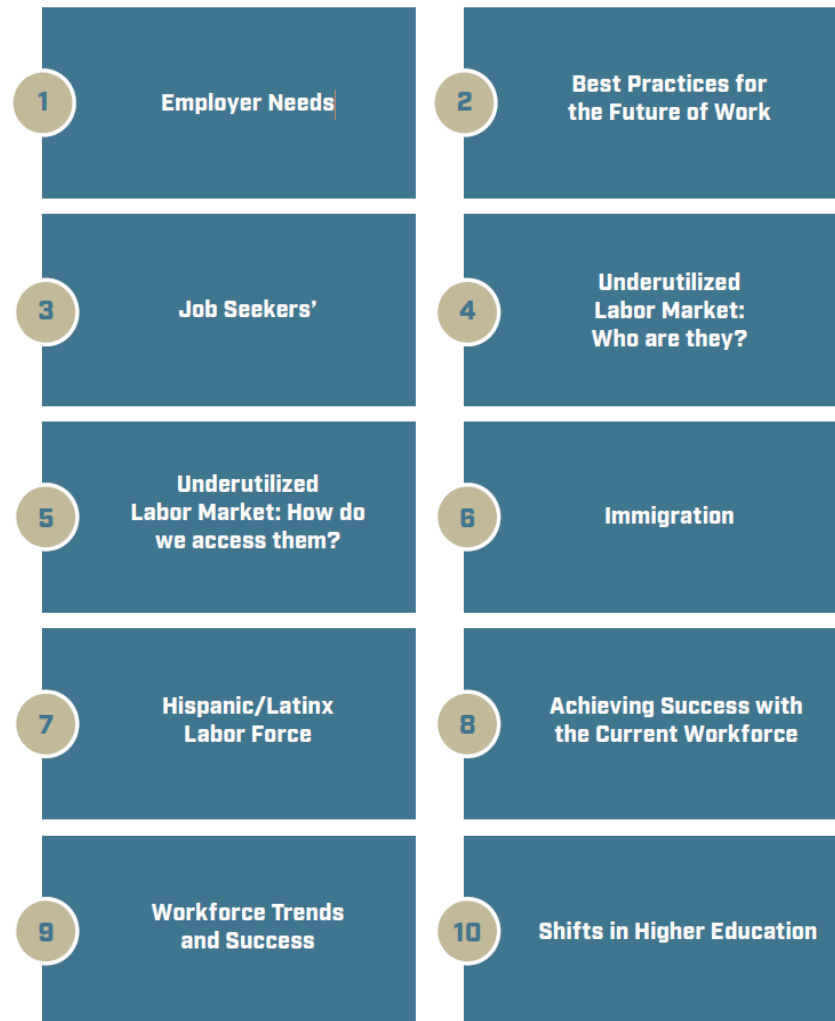 1
Employer Needs
2
Best Practices for
the Future of Work
3
Job Seekers’
4
Underutilized
Labor Market:
Who are they?
5
Underutilized
Labor Market: How do
we access them?
6
Immigration
7
Hispanic/Latinx
Labor Force
8
Achieving Success with
the Current Workforce
9
Workforce Trends
and Success
10
Shifts in Higher Education